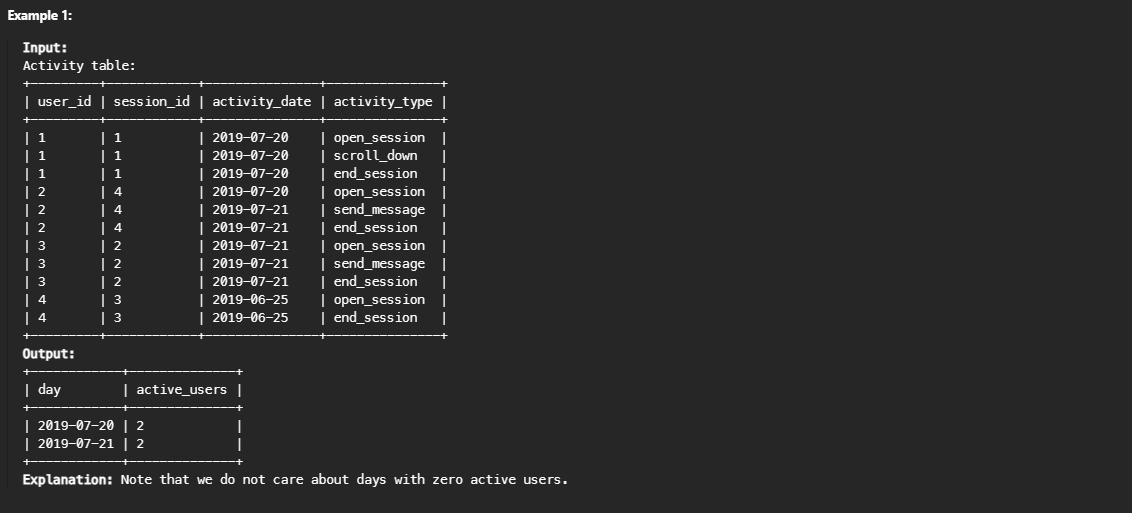 Example 1:
Input:
Activity table:
+---------+------------+---------------+---------------+
| user_id | session_id | activity_date | activity_type |
+---------+------------+---------------+---------------+
| 1       | 1          | 2019-07-20    | open_session  |
| 1       | 1          | 2019-07-20    | scroll_down   |
| 1       | 1          | 2019-07-20    | end_session   |
| 2       | 4          | 2019-07-20    | open_session  |
| 2       | 4          | 2019-07-21    | send_message  |
| 2       | 4          | 2019-07-21    | end_session   |
| 3       | 2          | 2019-07-21    | open_session  |
| 3       | 2          | 2019-07-21    | send_message  |
| 3       | 2          | 2019-07-21    | end_session   |
| 4       | 3          | 2019-06-25    | open_session  |
| 4       | 3          | 2019-06-25    | end_session   |
+---------+------------+---------------+---------------+
Output:
+------------+--------------+
| day        | active_users |
+------------+--------------+
| 2019-07-20 | 2            |
| 2019-07-21 | 2            |
+------------+--------------+
Explanation: Note that we do not care about days with zero active users.